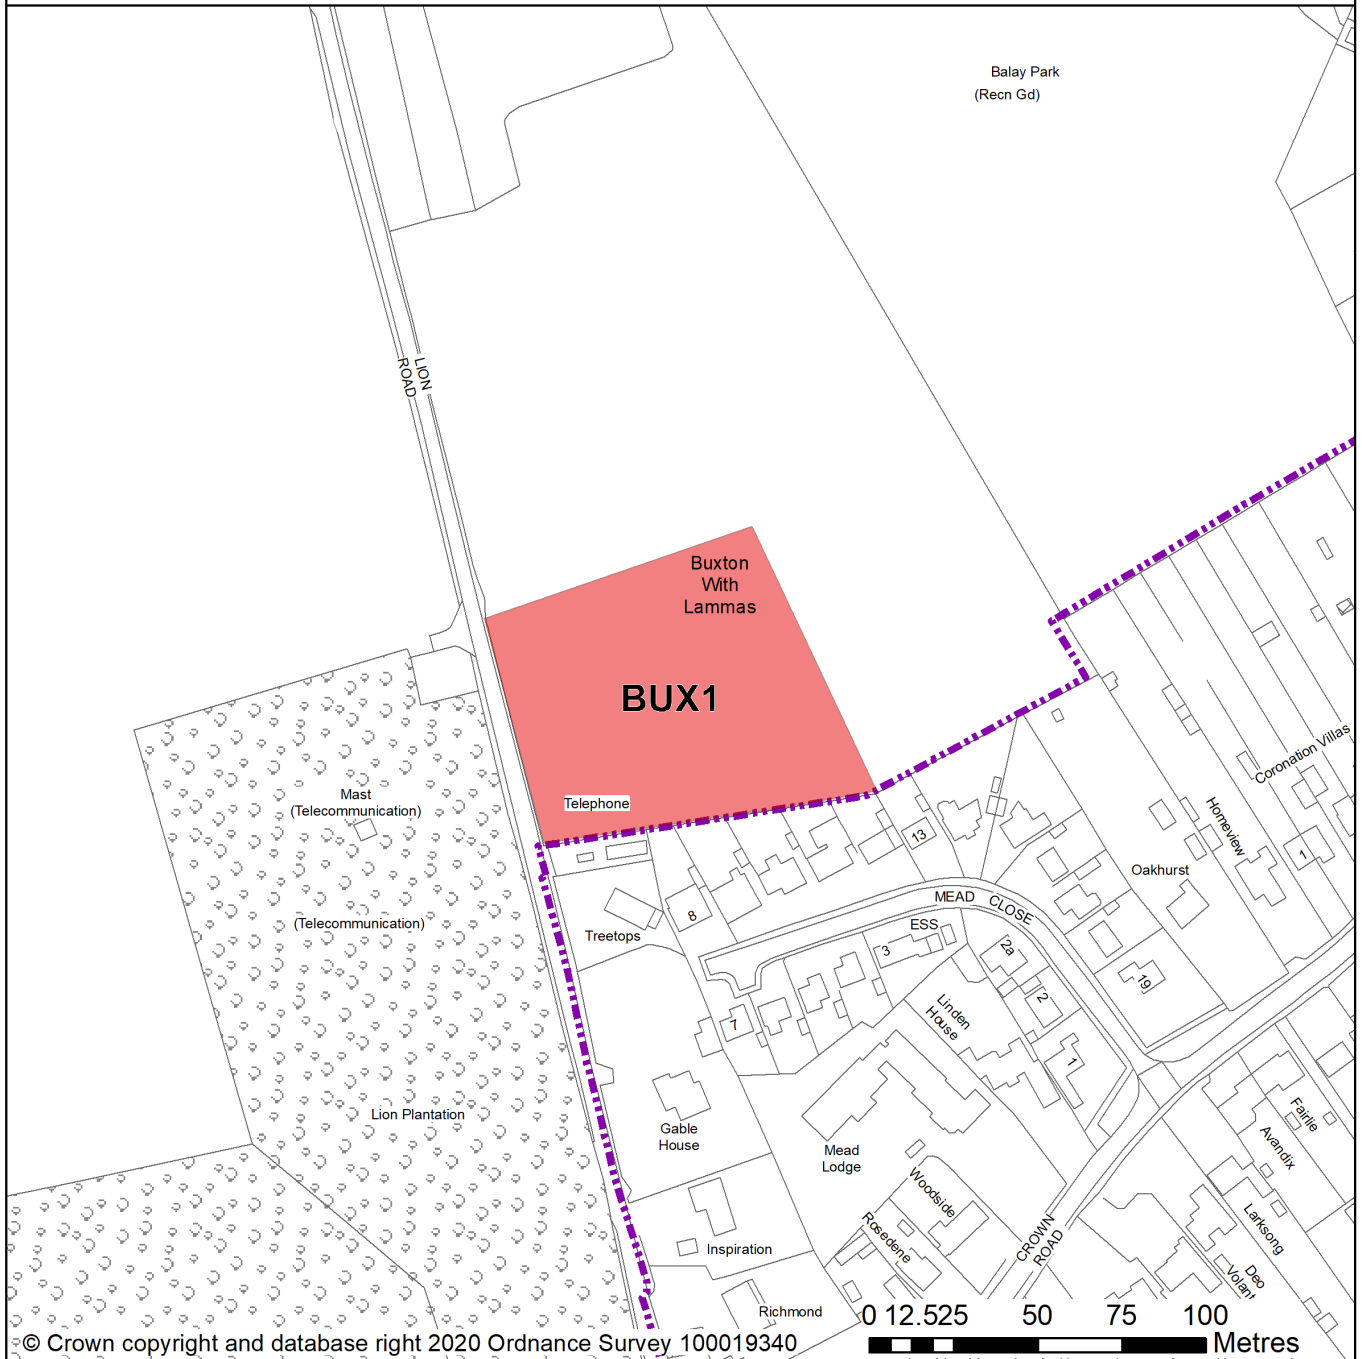 Balay Park
(Recn Gd)
LION
ROAD
Buxton
With
Lammas
BUX1
Telephone
Mast
(Telecommunication)
(Telecommunication)
Lion Plantation
Treetops
8
13
MEAD CLOSE
ESS
3
2a
2
1
7
Linden
House
19
Oakhurst
Homeview
Coronation Villas
1
Gable
House
Mead
Lodge
Woodside
Rosedene
CROWN
ROAD
Fairlie
Avandix
Larksong
Deo
Volant
Inspiration
Richmond
0 12.525 50 75 100
Metres
© Crown copyright and database right 2020 Ordnance Survey 100019340